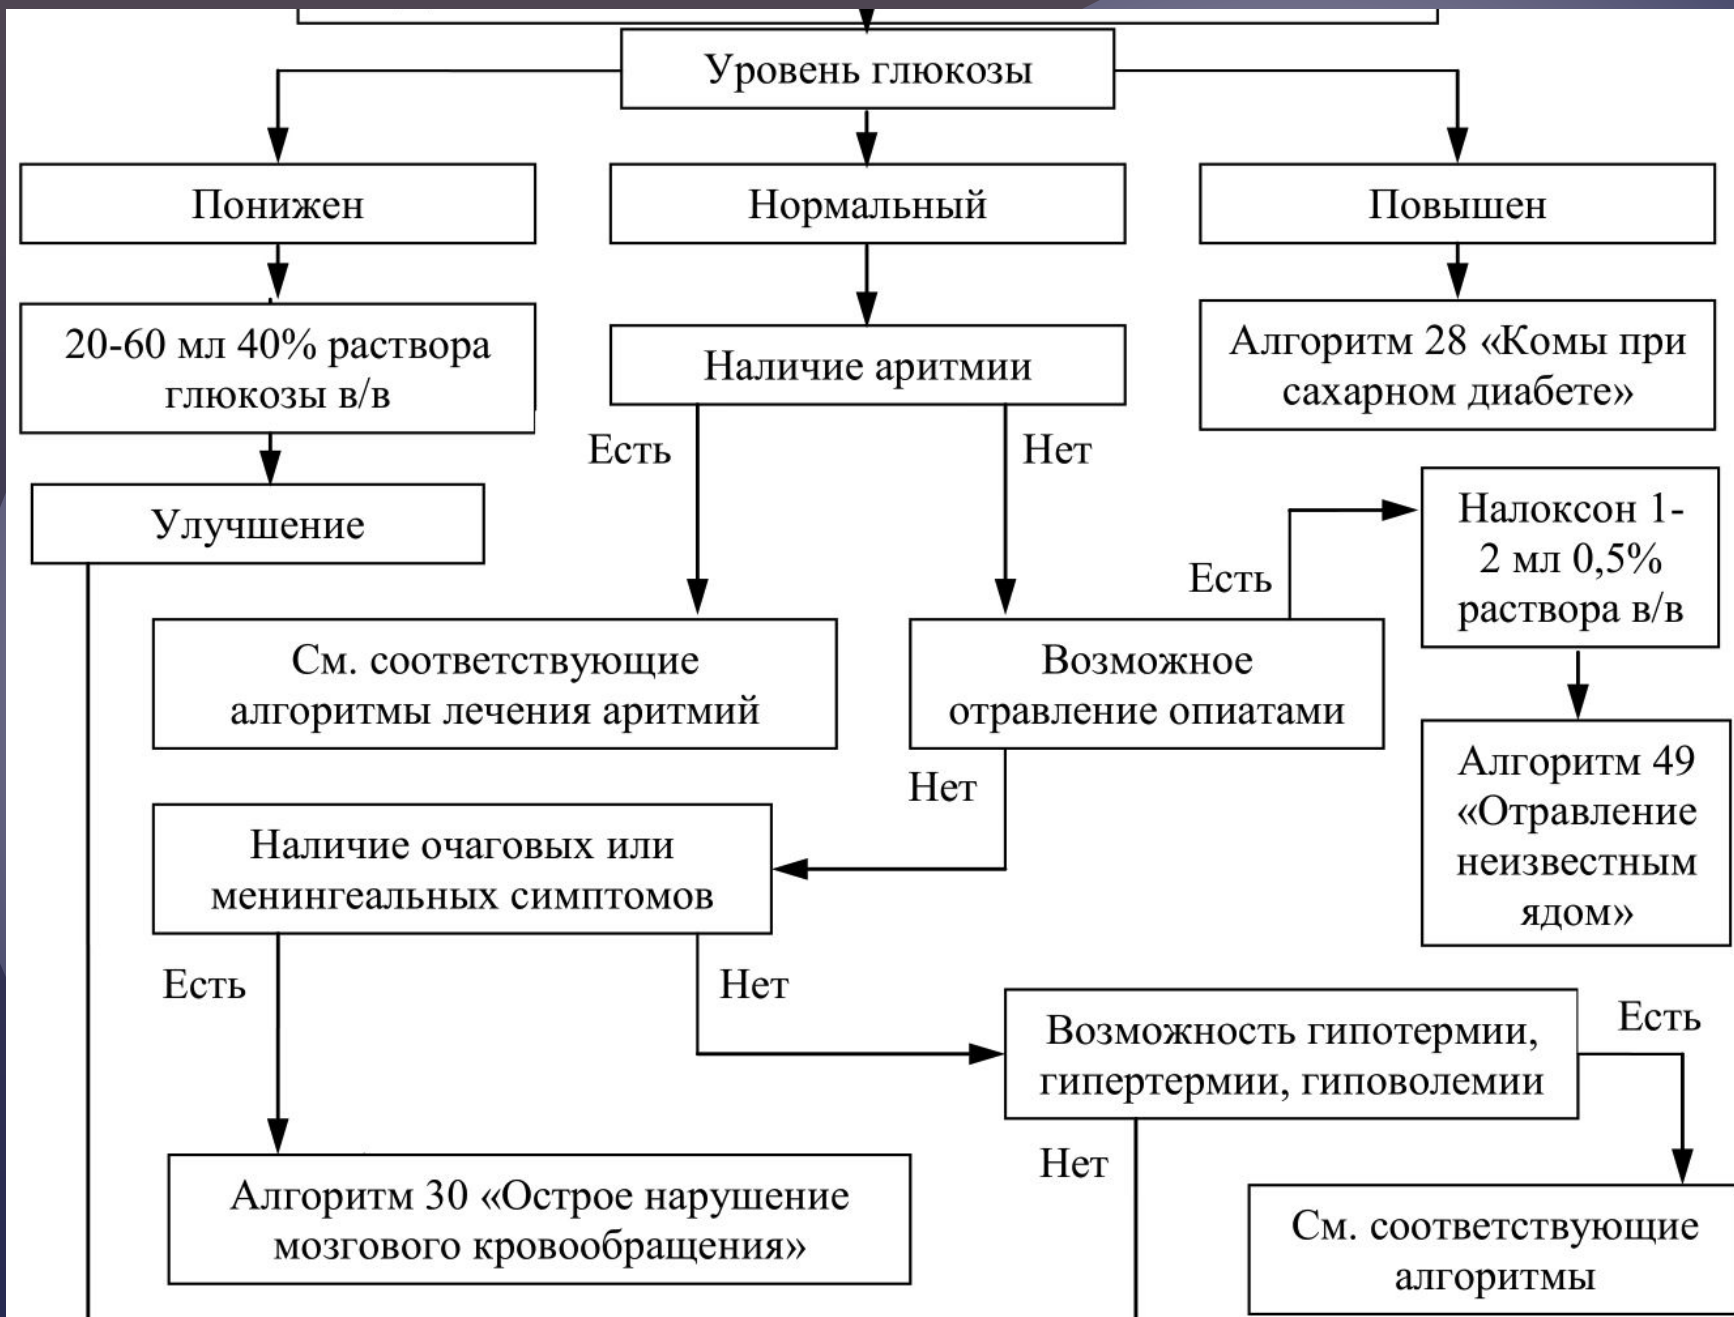 Уровень глюкозы
Понижен
Нормальный
Повышен
20-60 мл 40% раствора
глюкозы в/в
Наличие аритмии
Алгоритм 28 «Комы при
сахарном диабете»
Есть
Нет
Улучшение
Есть
Налоксон 1-
2 мл 0,5%
раствора в/в
См. соответствующие
алгоритмы лечения аритмий
Возможное
отравление опиатами
Алгоритм 49
«Отравление
неизвестным
ядом»
Нет
Наличие очаговых или
менингеальных симптомов
Есть
Нет
Возможность гипотермии,
гипертермии, гиповолемии
Есть
Нет
Алгоритм 30 «Острое нарушение
мозгового кровообращения»
См. соответствующие
алгоритмы